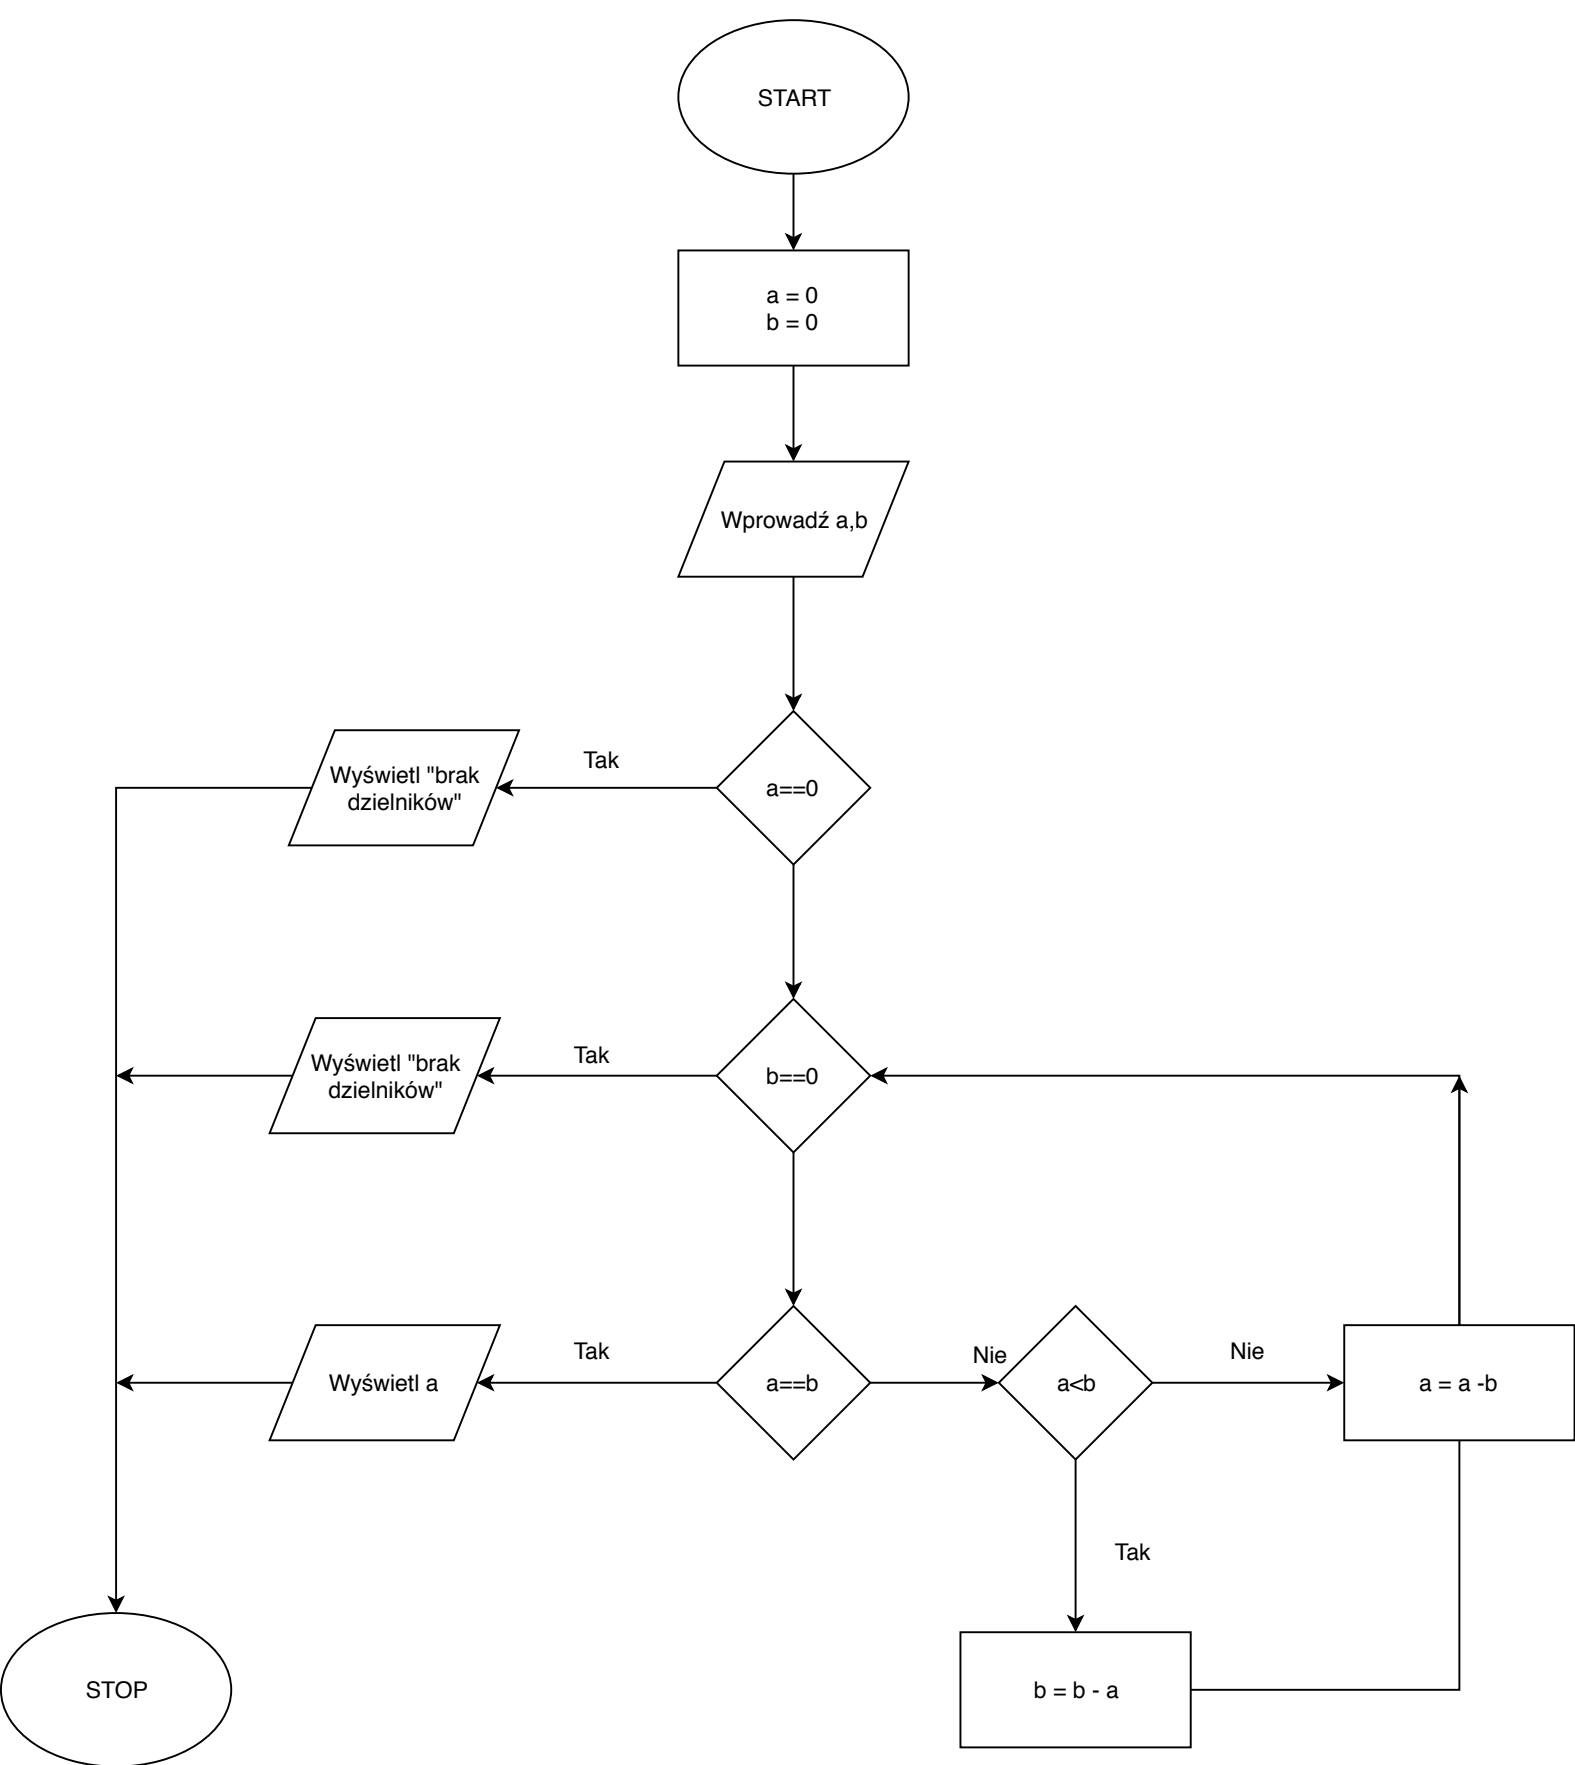 START
a = 0
b = 0
Wprowadź a,b
Tak
Wyświetl "brak
dzielników"
a==0
Tak
Wyświetl "brak
dzielników"
b==0
Tak
Nie
Nie
Wyświetl a
a==b
a<b
a = a -b
Tak
STOP
b = b - a